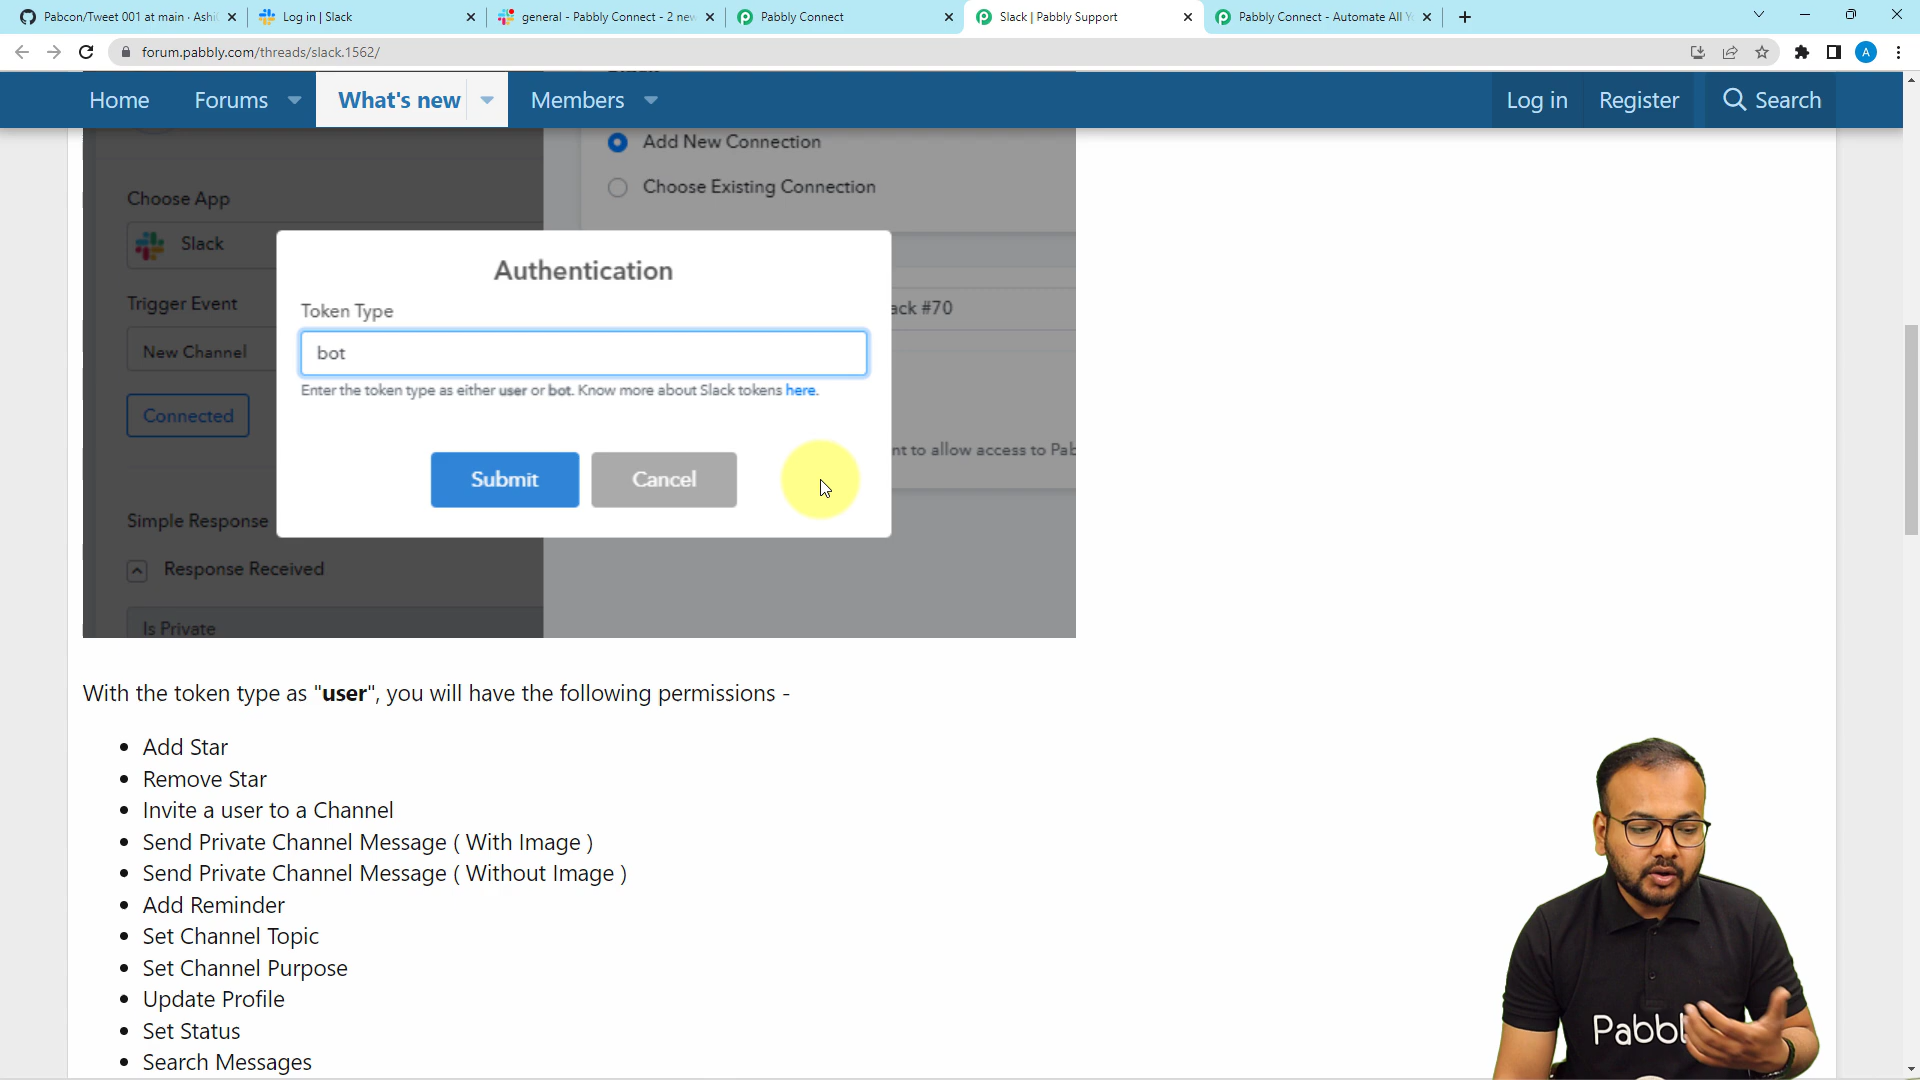 Pabcon/Tweet 001 at main · Ashi
Log in | Slack
general - Pabbly Connect - 2 new
Pabbly Connect
Slack | Pabbly Support
Pabbly Connect - Automate All Y
forum.pabbly.com/threads/slack.1562/
A
Home
Forums
What's new
Members
Log in
Register
Search
Add New Connection
Choose Existing Connection
Choose App
Slack
Trigger Event
New Channel
Connected
Simple Response
Response Received
Is Private
Authentication
Token Type
bot
Enter the token type as either user or bot. Know more about Slack tokens here.
Submit
Cancel
ack #70
nt to allow access to Pab
With the token type as "user", you will have the following permissions -
• Add Star
• Remove Star
• Invite a user to a Channel
• Send Private Channel Message ( With Image )
• Send Private Channel Message ( Without Image )
• Add Reminder
• Set Channel Topic
• Set Channel Purpose
• Update Profile
• Set Status
• Search Messages
Pabbl